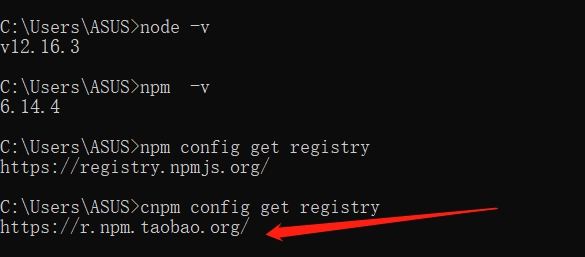 C:\Users\ASUS>node -v
v12.16.3
C:\Users\ASUS>npm  -v
6.14.4
C:\Users\ASUS>npm config get registry
https://registry.npmjs.org/
C:\Users\ASUS>cnpm config get registry
https://r.npm.taobao.org/